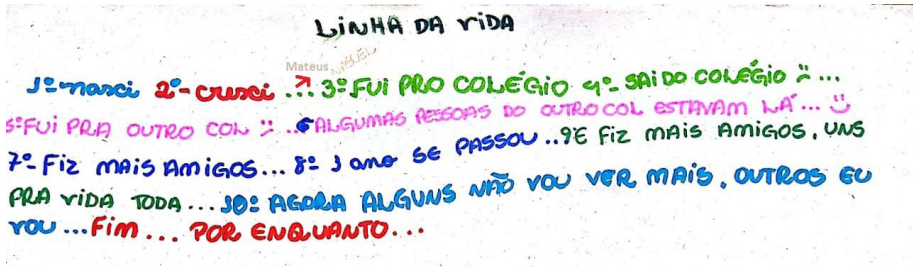 LINHA DA VIDA
Mateus MIGUEL
1º-nasci 2º-cresci ... 3º FUI PRO COLÉGIO 4º- SAI DO COLÉGIO :( ...
5º FUI PRA OUTRO COL :( ... 6 ALGUMAS PESSOAS DO OUTRO COL ESTAVAM LÁ... :)
7º- Fiz mais Amigos... 8º- 1 ano SE PASSOU .. 9E Fiz mais Amigos, UNS
PRA VIDA TODA ... 10º AGORA ALGUNS NÃO VOU VER MAIS, OUTROS EU
VOU ... Fim ... POR ENQUANTO...